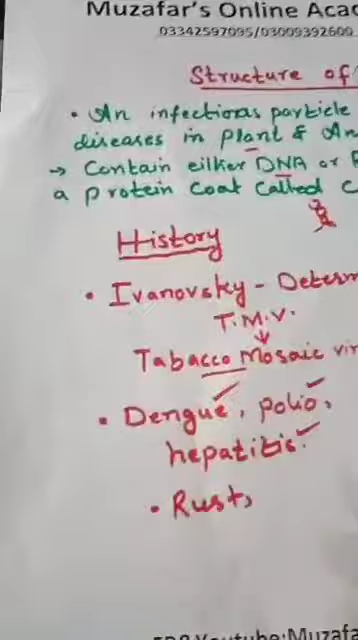 Muzafar's Online Aca
03342597095/03009392600
Structure of
• An infectious particle
diseases in plant & An
→ Contain either DNA or R
a protein coat called c
History
• Ivanovsky - Determ
T.M.V.
↓
Tabacco Mosaic vir
• Dengue, polio,
hepatitis.
• Rust,
Youtube:Muzafa